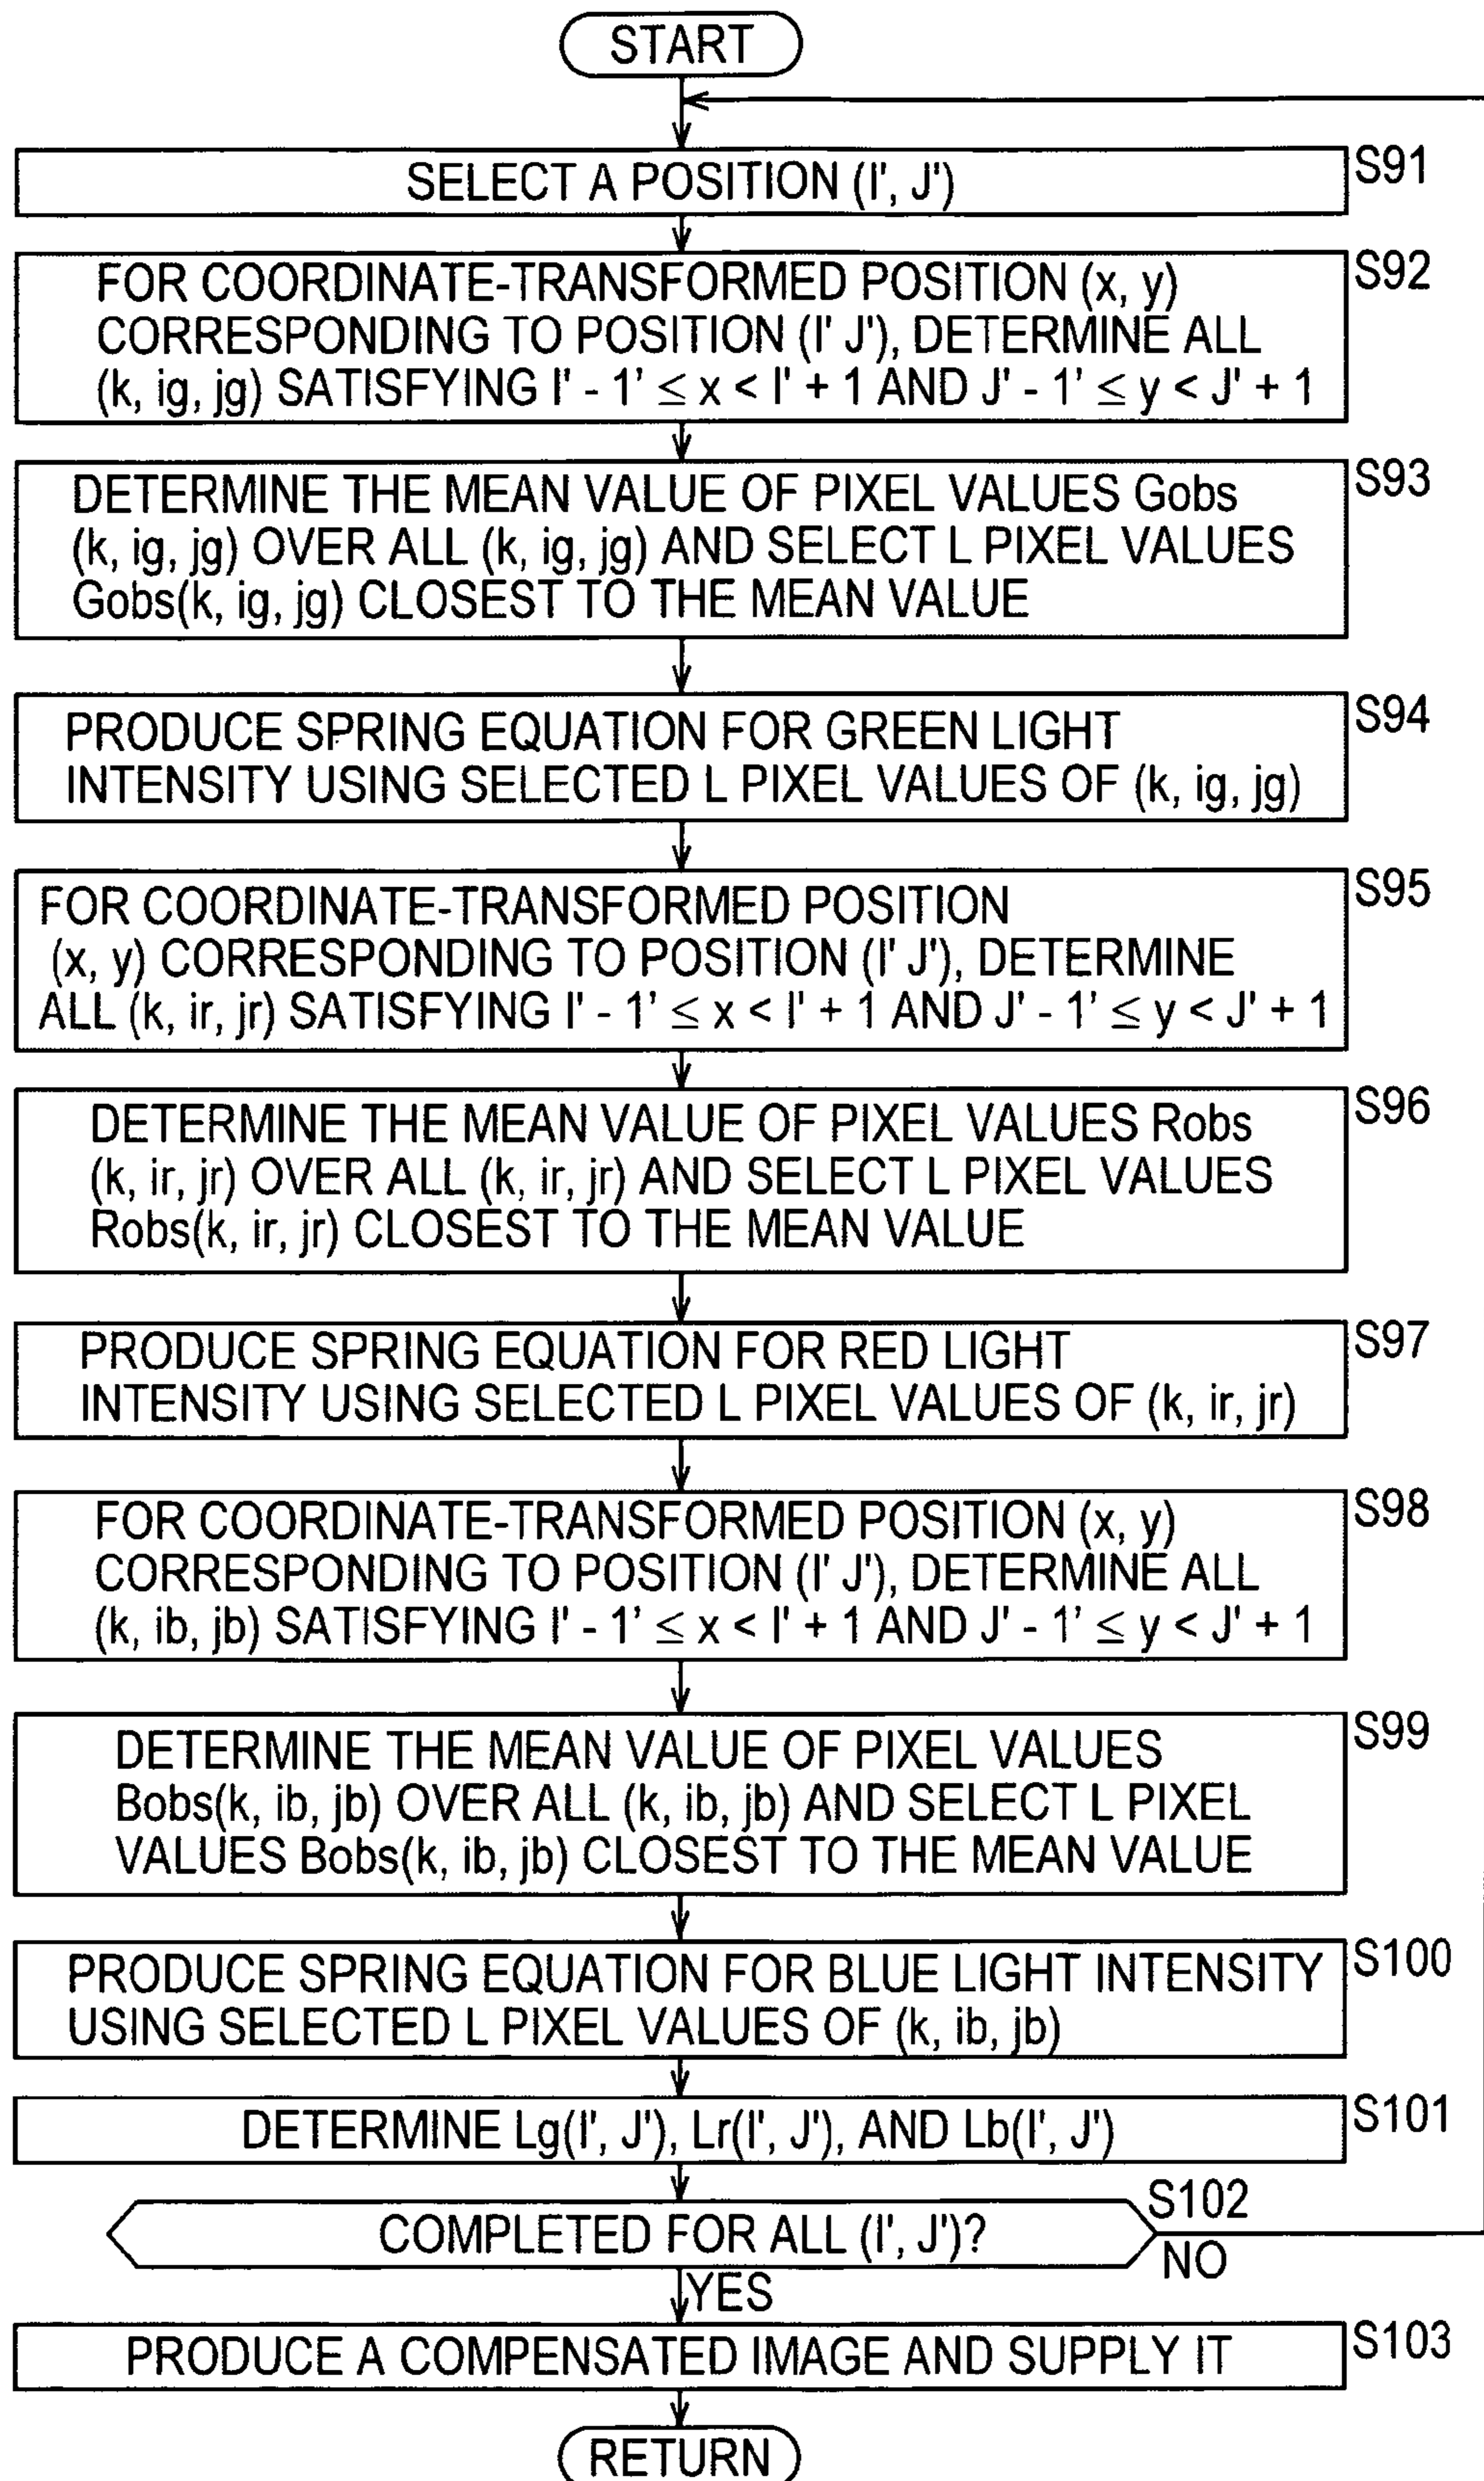 START
SELECT A POSITION (I', J')
S91
FOR COORDINATE-TRANSFORMED POSITION (x, y)
CORRESPONDING TO POSITION (I' J'), DETERMINE ALL
(k, ig, jg) SATISFYING I' - 1' ≤ x < I' + 1 AND J' - 1' ≤ y < J' + 1
S92
DETERMINE THE MEAN VALUE OF PIXEL VALUES Gobs
(k, ig, jg) OVER ALL (k, ig, jg) AND SELECT L PIXEL VALUES
Gobs(k, ig, jg) CLOSEST TO THE MEAN VALUE
S93
PRODUCE SPRING EQUATION FOR GREEN LIGHT
INTENSITY USING SELECTED L PIXEL VALUES OF (k, ig, jg)
S94
FOR COORDINATE-TRANSFORMED POSITION
(x, y) CORRESPONDING TO POSITION (I' J'), DETERMINE
ALL (k, ir, jr) SATISFYING I' - 1' ≤ x < I' + 1 AND J' - 1' ≤ y < J' + 1
S95
DETERMINE THE MEAN VALUE OF PIXEL VALUES Robs
(k, ir, jr) OVER ALL (k, ir, jr) AND SELECT L PIXEL VALUES
Robs(k, ir, jr) CLOSEST TO THE MEAN VALUE
S96
PRODUCE SPRING EQUATION FOR RED LIGHT
INTENSITY USING SELECTED L PIXEL VALUES OF (k, ir, jr)
S97
FOR COORDINATE-TRANSFORMED POSITION (x, y)
CORRESPONDING TO POSITION (I' J'), DETERMINE ALL
(k, ib, jb) SATISFYING I' - 1' ≤ x < I' + 1 AND J' - 1' ≤ y < J' + 1
S98
DETERMINE THE MEAN VALUE OF PIXEL VALUES
Bobs(k, ib, jb) OVER ALL (k, ib, jb) AND SELECT L PIXEL
VALUES Bobs(k, ib, jb) CLOSEST TO THE MEAN VALUE
S99
PRODUCE SPRING EQUATION FOR BLUE LIGHT INTENSITY
USING SELECTED L PIXEL VALUES OF (k, ib, jb)
S100
DETERMINE Lg(I', J'), Lr(I', J'), AND Lb(I', J')
S101
COMPLETED FOR ALL (I', J')?
S102
NO
YES
PRODUCE A COMPENSATED IMAGE AND SUPPLY IT
S103
RETURN